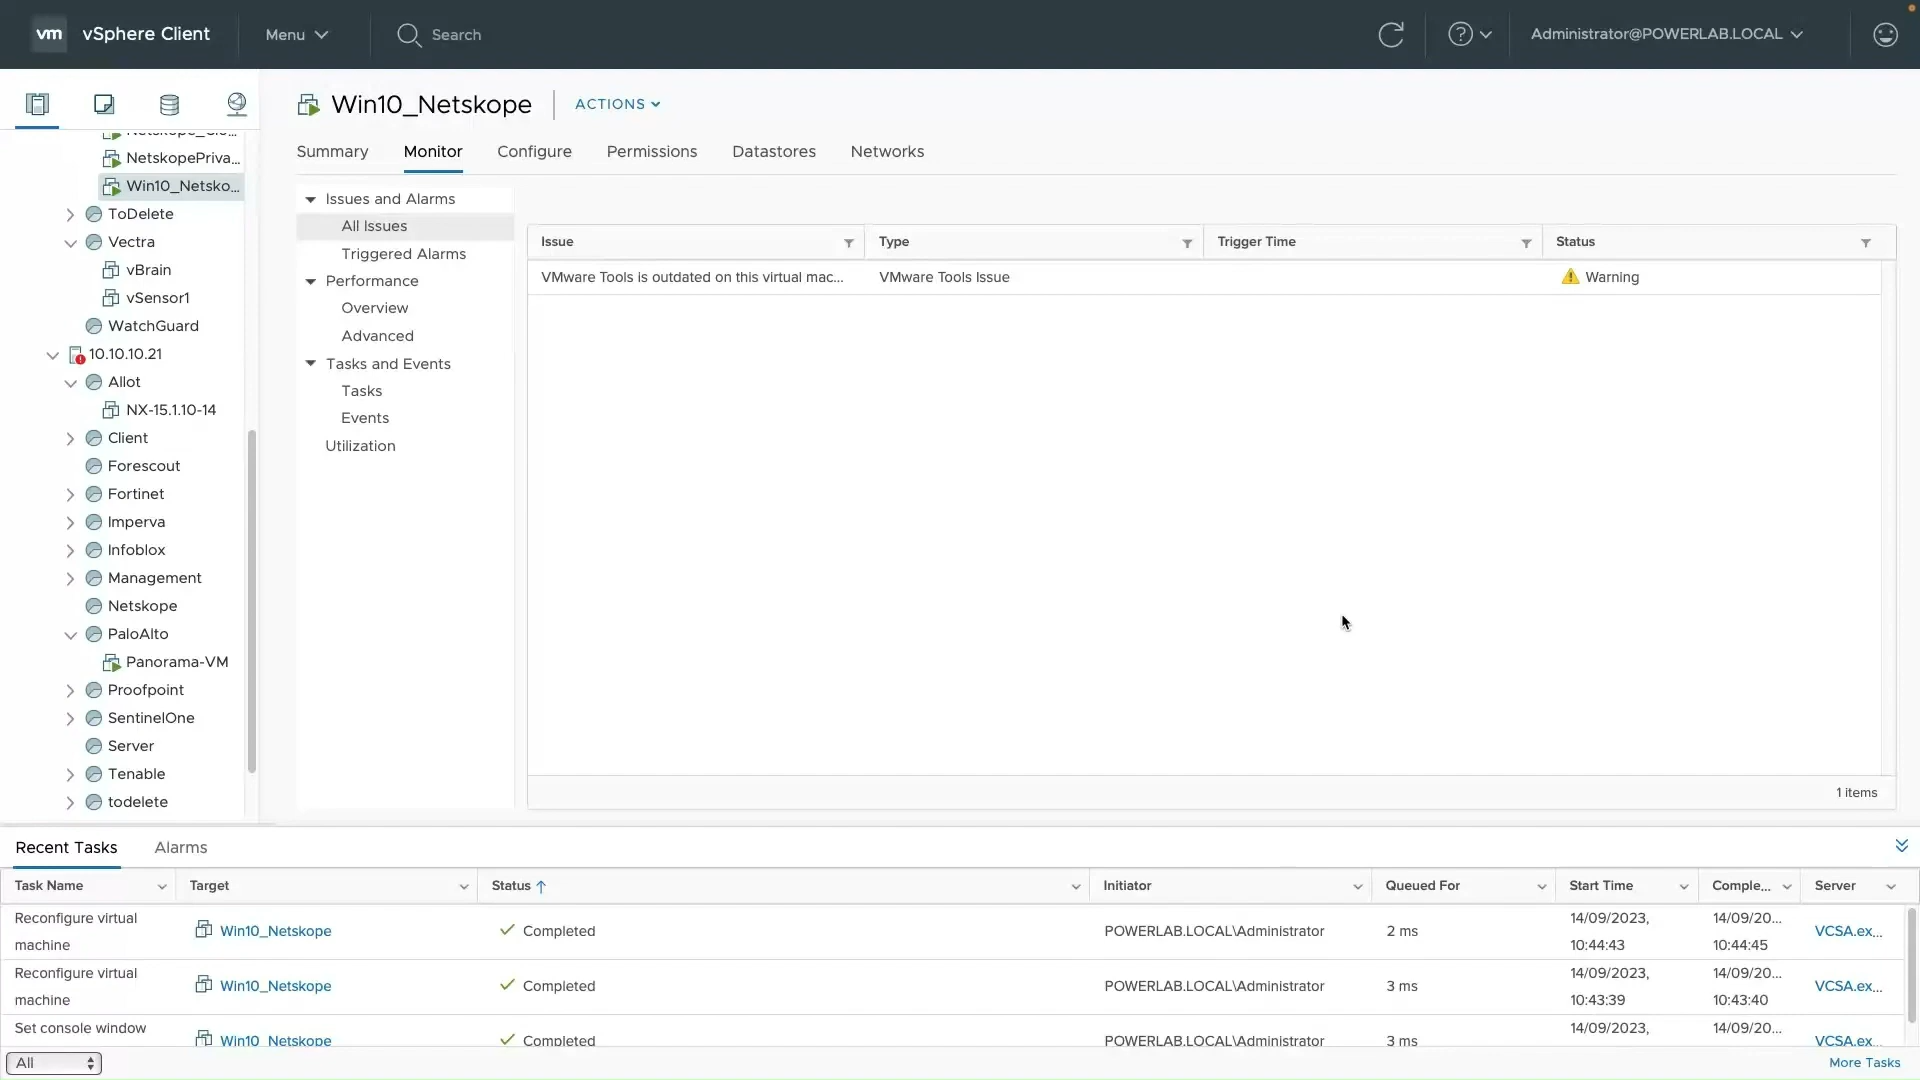 vm vSphere Client Menu Search Administrator@POWERLAB.LOCAL
Win10_Netskope ACTIONS
Summary Monitor Configure Permissions Datastores Networks
NetskopePriva...
Win10_Netsko...
ToDelete
Vectra
vBrain
vSensor1
WatchGuard
10.10.10.21
Allot
NX-15.1.10-14
Client
Forescout
Fortinet
Imperva
Infoblox
Management
Netskope
PaloAlto
Panorama-VM
Proofpoint
SentinelOne
Server
Tenable
todelete
Issues and Alarms
All Issues
Triggered Alarms
Performance
Overview
Advanced
Tasks and Events
Tasks
Events
Utilization
Issue Type Trigger Time Status
VMware Tools is outdated on this virtual mac... VMware Tools Issue Warning
1 items
Recent Tasks Alarms
Task Name Target Status Initiator Queued For Start Time Comple... Server
Reconfigure virtual machine Win10_Netskope Completed POWERLAB.LOCAL\Administrator 2 ms 14/09/2023, 10:44:43 14/09/20... 10:44:45 VCSA.ex...
Reconfigure virtual machine Win10_Netskope Completed POWERLAB.LOCAL\Administrator 3 ms 14/09/2023, 10:43:39 14/09/20... 10:43:40 VCSA.ex...
Set console window Win10_Netskope Completed POWERLAB.LOCAL\Administrator 3 ms 14/09/2023, 14/09/20... VCSA.ex...
All More Tasks